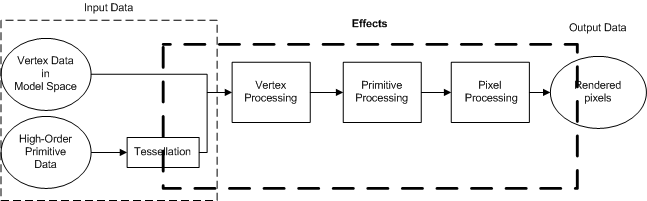 Input Data
Effects
Output Data
Vertex Data
in
Model Space
High-Order
Primitive
Data
Tessellation
Vertex
Processing
Primitive
Processing
Pixel
Processing
Rendered
pixels